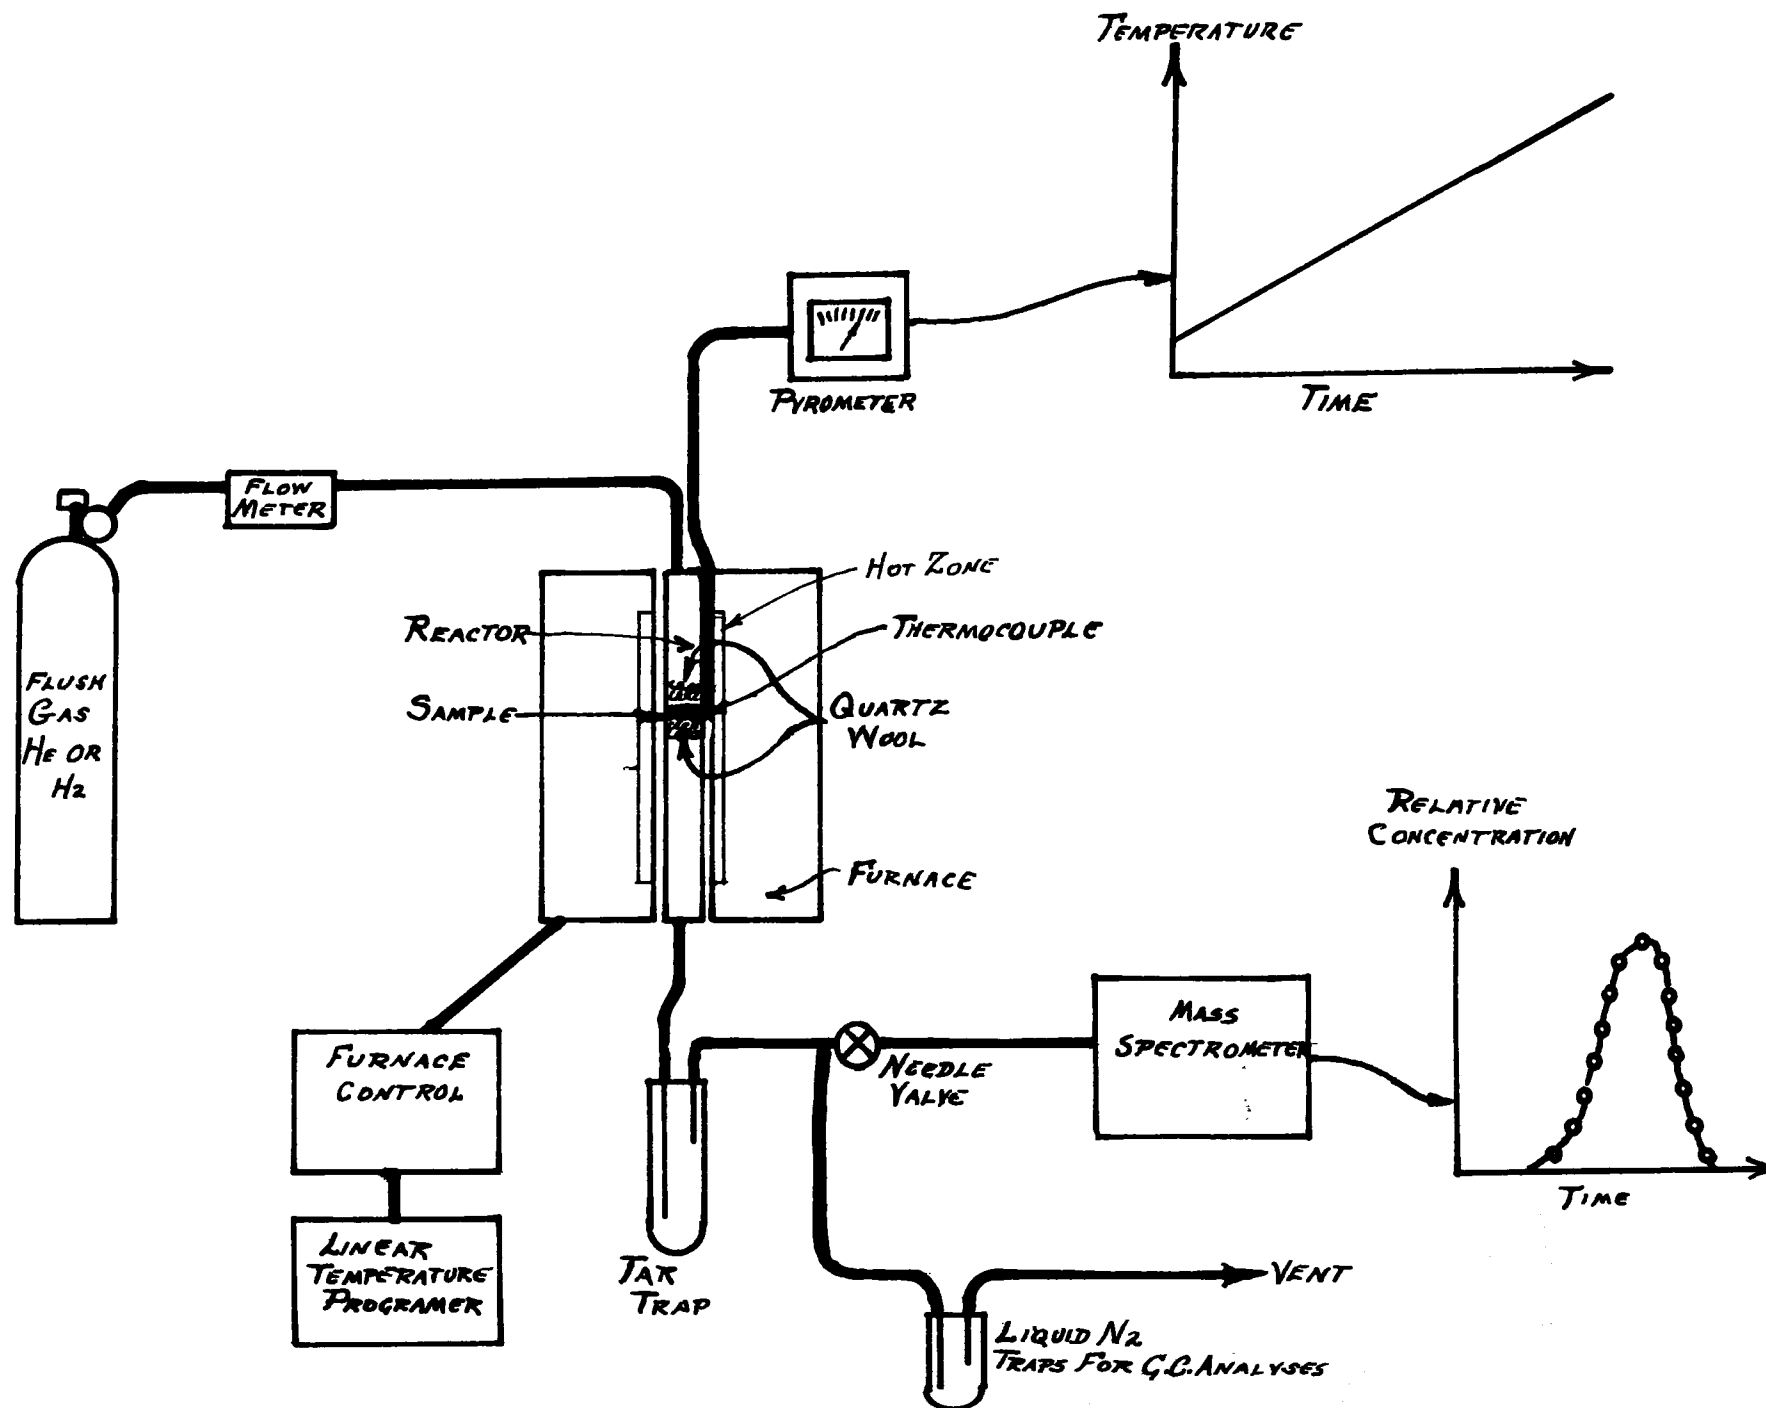 TEMPERATURE
TIME
PYROMETER
FLOW
METER
HOT ZONE
REACTOR
THERMOCOUPLE
SAMPLE
QUARTZ
WOOL
FLUSH
GAS
HE OR
H2
FURNACE
RELATIVE
CONCENTRATION
MASS
SPECTROMETER
NEEDLE
VALVE
FURNACE
CONTROL
TIME
LINEAR
TEMPERATURE
PROGRAMER
TAR
TRAP
VENT
LIQUID N2
TRAPS FOR G.C. ANALYSES